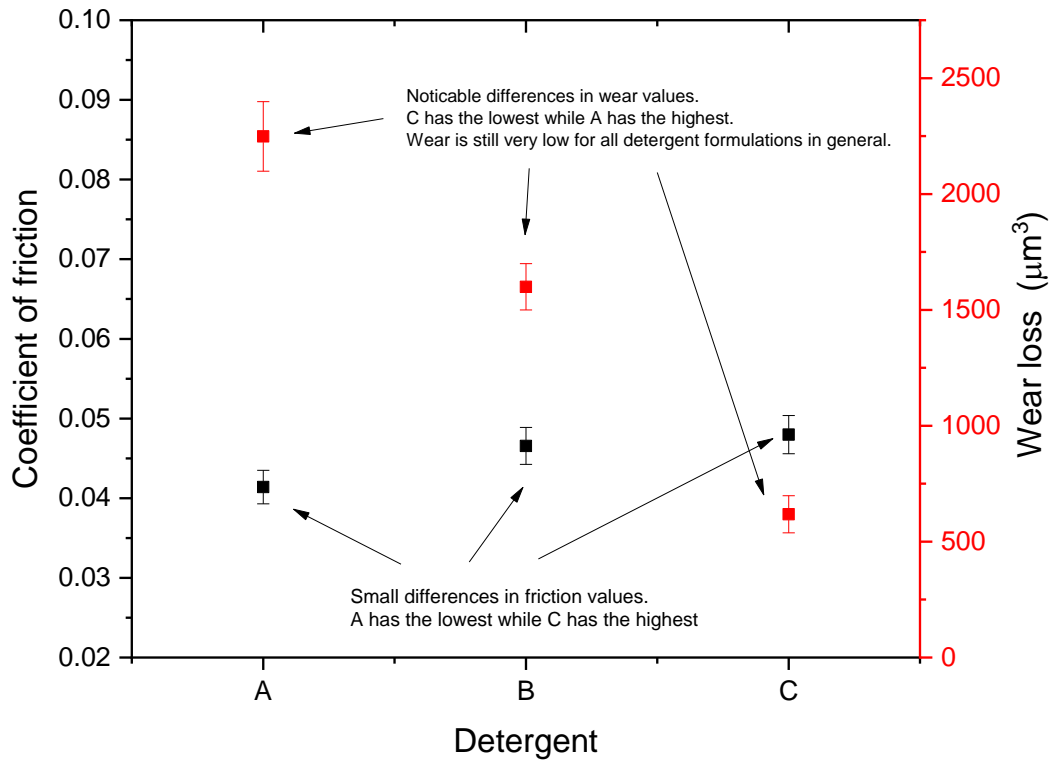 0.10
0.09
0.08
0.07
0.06
0.05
0.04
0.03
0.02
Coefficient of friction
Noticable differences in wear values.
C has the lowest while A has the highest.
Wear is still very low for all detergent formulations in general.
Small differences in friction values.
A has the lowest while C has the highest
2500
2000
1500
1000
500
0
Wear loss (μm³)
A B C
Detergent